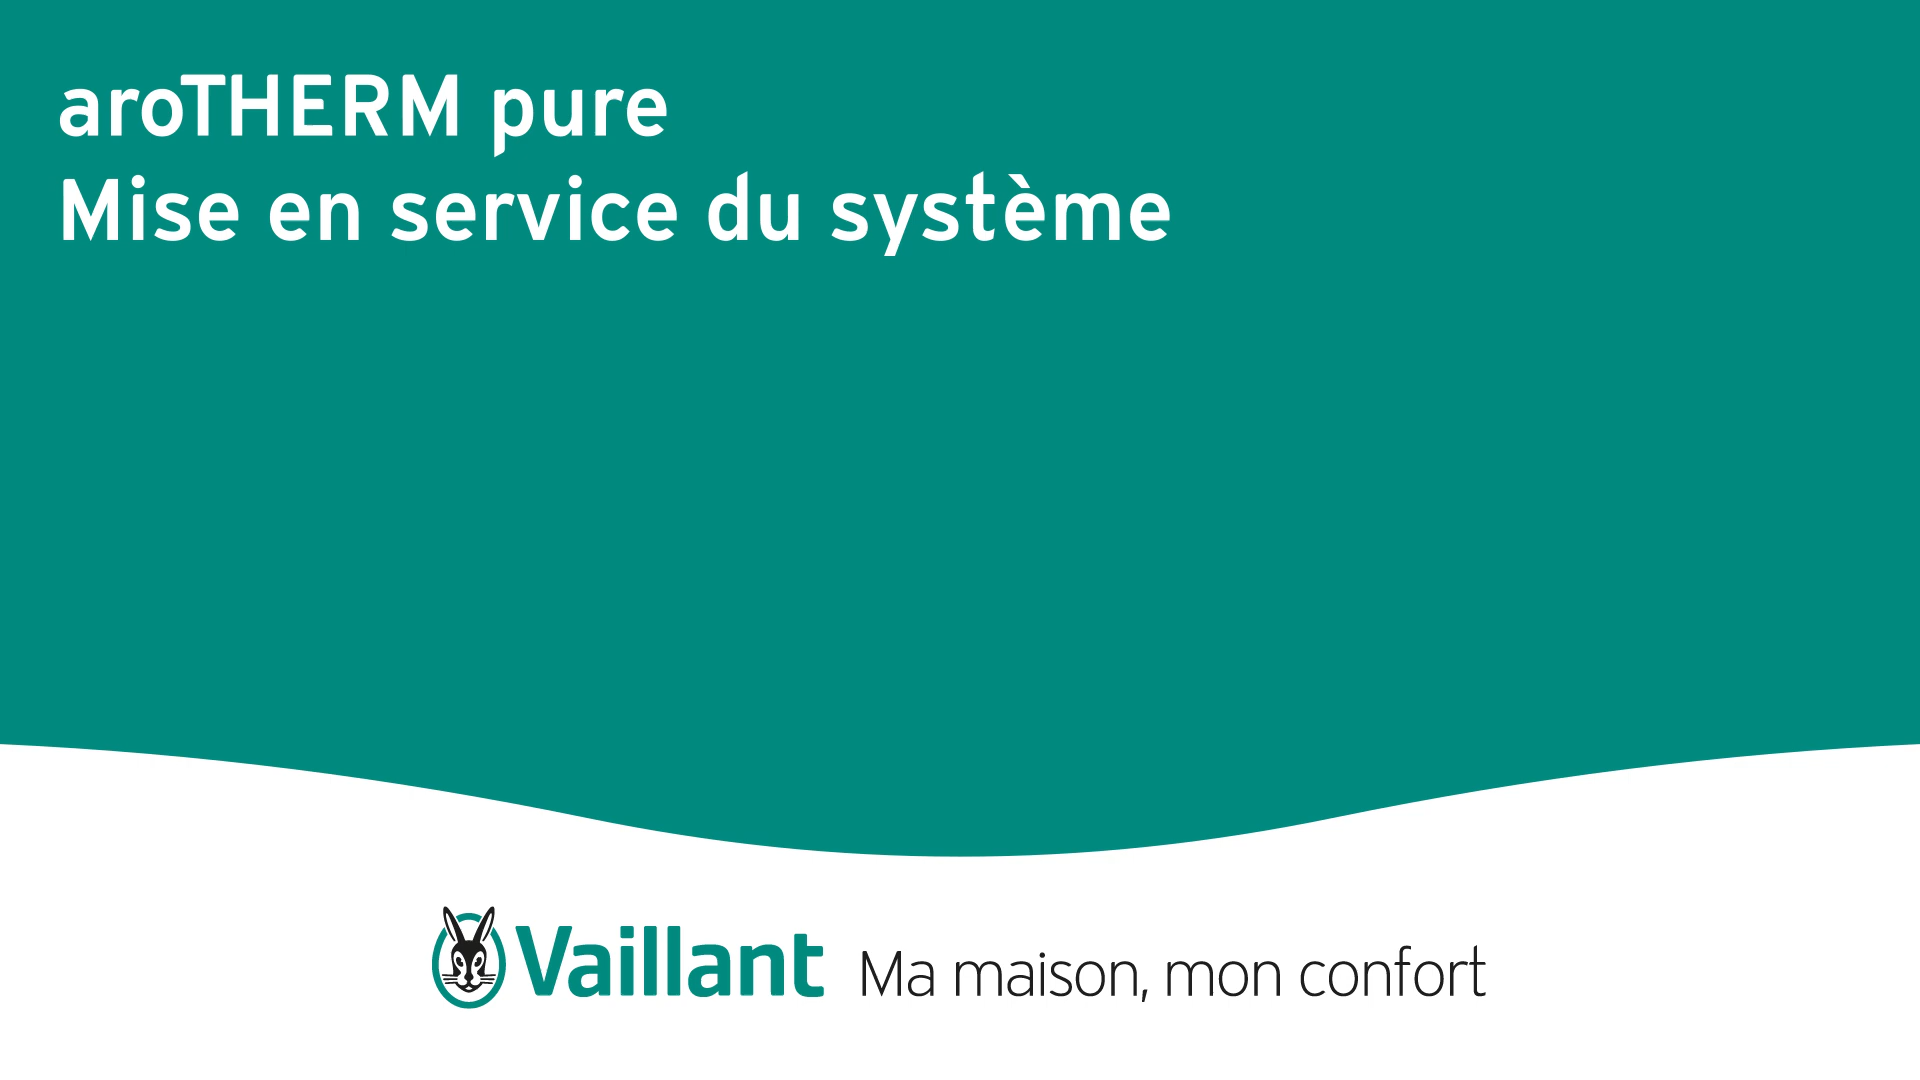 aroTHERM pure
Mise en service du système
Vaillant Ma maison, mon confort